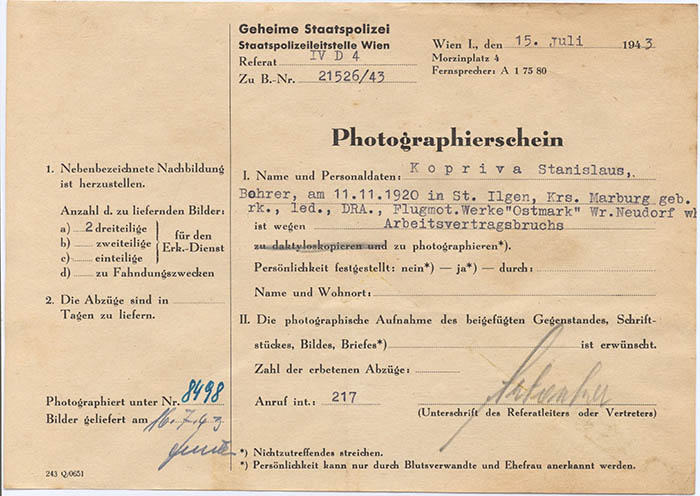 Geheime Staatspolizei
Staatspolizeileitstelle Wien
Referat IV D 4
Zu B.-Nr. 21526/43
Wien I., den 15. Juli 1943
Morzinplatz 4
Fernsprecher: A 1 75 80
Photographierschein
1. Nebenbezeichnete Nachbildung
ist herzustellen.
Anzahl d. zu liefernden Bilder:
a) 2 dreiteilige
b) zweiteilige
c) einteilige
für den
Erk.-Dienst
d) zu Fahndungszwecken
2. Die Abzüge sind in
Tagen zu liefern.
Photographiert unter Nr. 8498
Bilder geliefert am 16.7.43
243 Q/0651
I. Name und Personaldaten: Kopriva Stanislaus,
Bohrer, am 11.11.1920 in St. Ilgen, Krs. Marburg geb.
rk., led., DRA., Flugmot.Werke"Ostmark" Wr.Neudorf wh
ist wegen Arbeitsvertragsbruchs
zu daktyloskopieren und zu photographieren*).
Persönlichkeit festgestellt: nein*) — ja*) — durch:
Name und Wohnort:
II. Die photographische Aufnahme des beigefügten Gegenstandes, Schrift-
stückes, Bildes, Briefes*) ist erwünscht.
Zahl der erbetenen Abzüge:
Anruf int.: 217
(Unterschrift des Referatleiters oder Vertreters)
*) Nichtzutreffendes streichen.
*) Persönlichkeit kann nur durch Blutsverwandte und Ehefrau anerkannt werden.